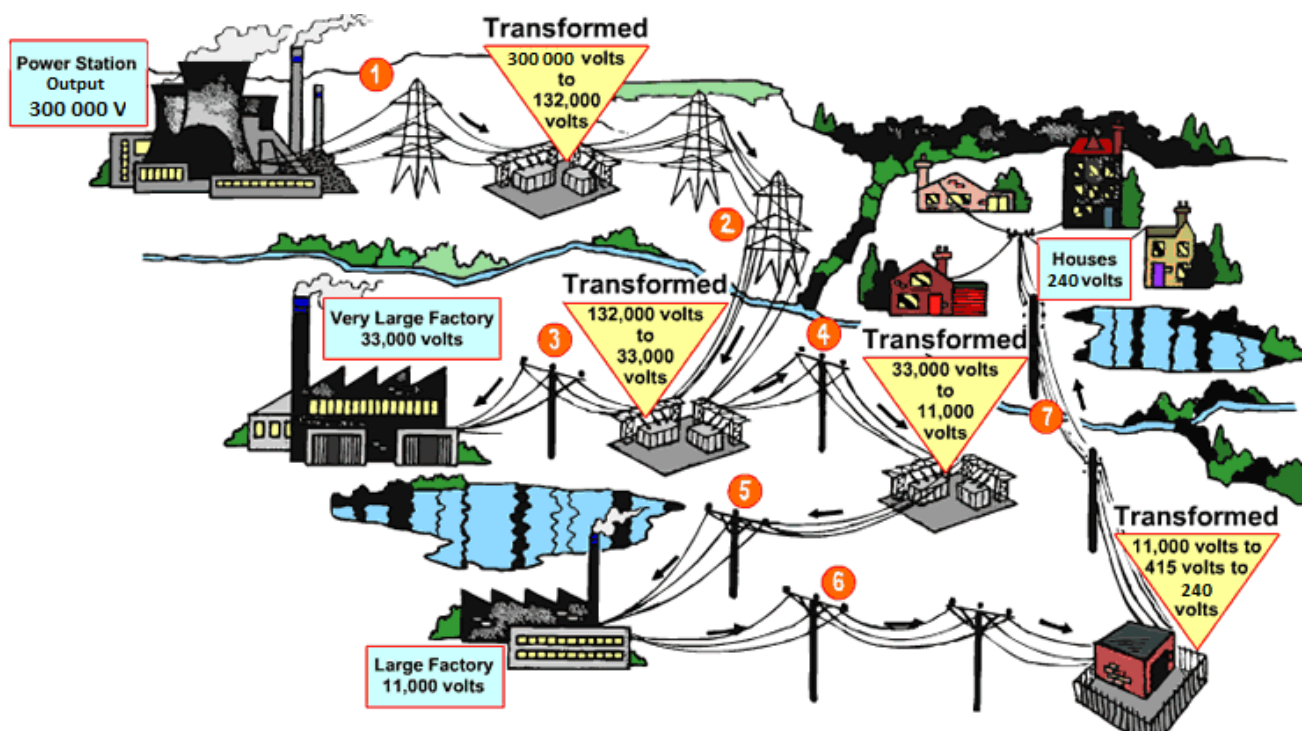 Power Station
Output
300 000 V
1
Transformed
300 000 volts
to
132,000
volts
2
Houses
240 volts
Very Large Factory
33,000 volts
3
Transformed
132,000 volts
to
33,000
volts
4
Transformed
33,000 volts
to
11,000
volts
7
5
Transformed
11,000 volts to
415 volts to
240
volts
6
Large Factory
11,000 volts